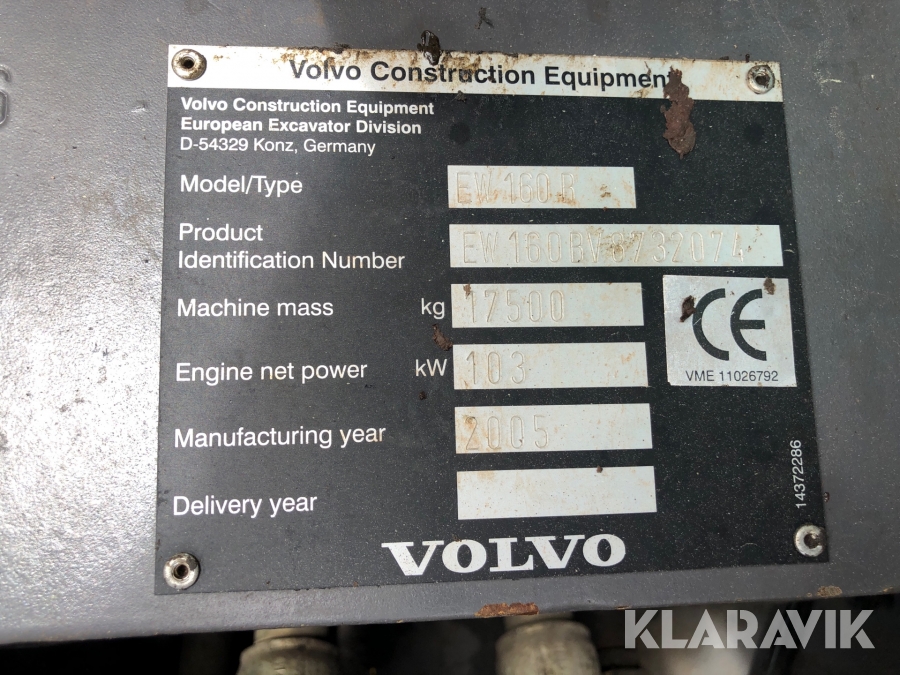 Volvo Construction Equipment
Volvo Construction Equipment
European Excavator Division
D-54329 Konz, Germany
Model/Type EW160B
Product
Identification Number EW160BV8732074
Machine mass kg 17500
Engine net power kW 103
CE
VME 11026792
Manufacturing year 2005
Delivery year
14372286
VOLVO
KLARAVIK